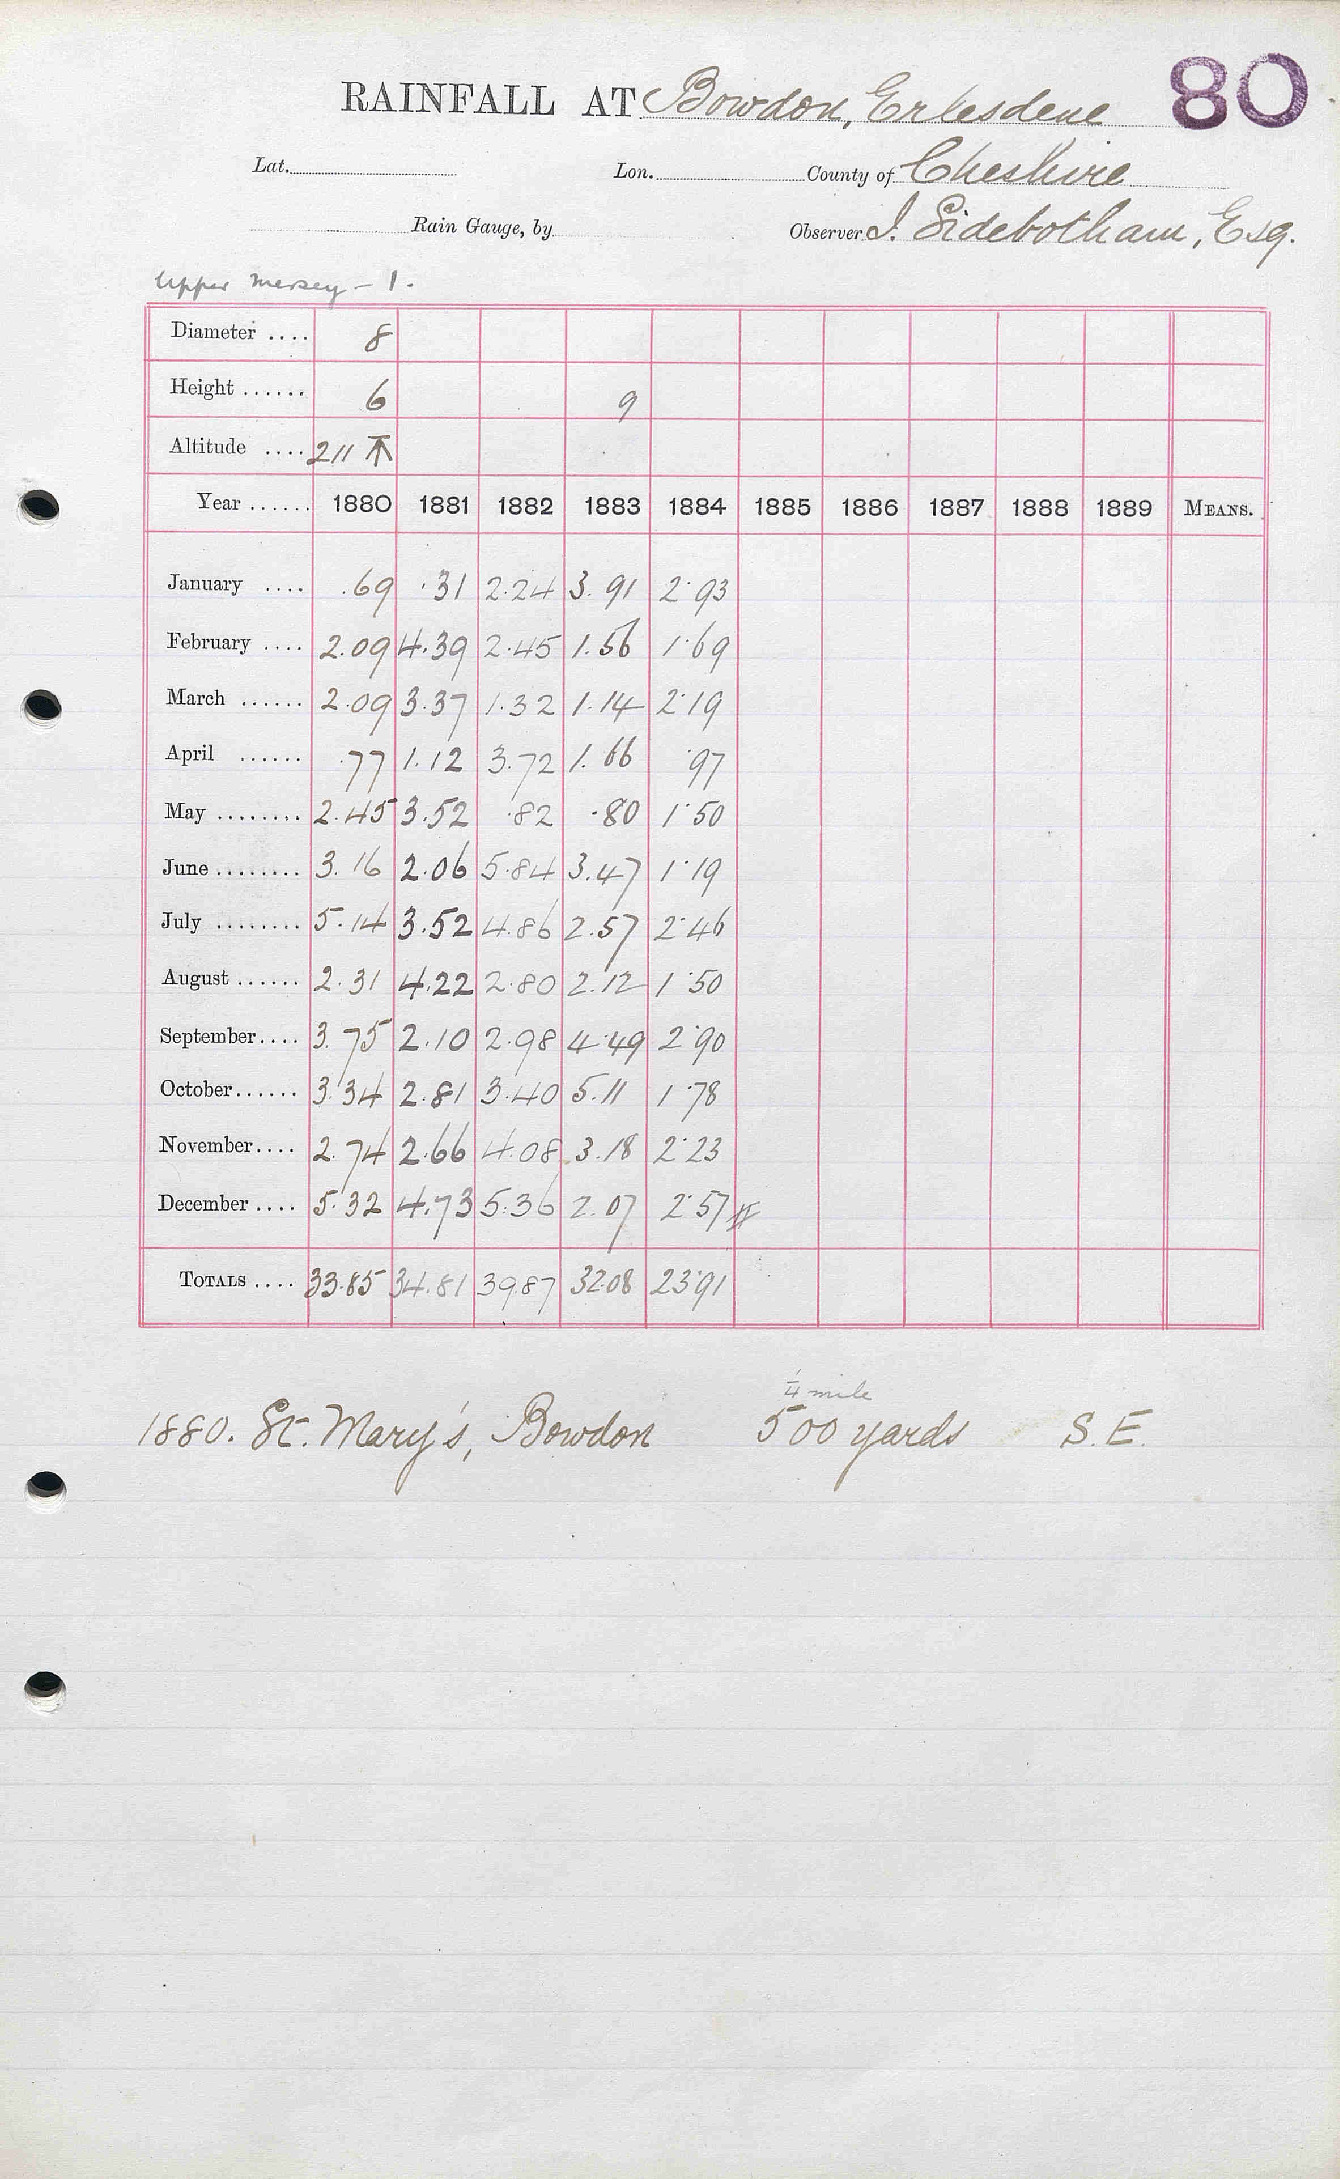 80
RAINFALL AT Bowdon, Erlesdene
Lat. Lon. County of Cheshire
Rain Gauge, by Observer J. Sidebotham, Esq.
Upper Mersey - 1.
Diameter .... 8
Height ...... 6 9
Altitude .... 211
Year ...... 1880 1881 1882 1883 1884 1885 1886 1887 1888 1889 MEANS.
January .... .69 .31 2.24 3.91 2.93
February .... 2.09 4.39 2.45 1.56 1.69
March ...... 2.09 3.37 1.32 1.14 2.19
April ...... .77 1.12 3.72 1.66 .97
May ........ 2.45 3.52 .82 .80 1.50
June ........ 3.16 2.06 5.84 3.47 1.19
July ........ 5.14 3.52 4.86 2.57 2.46
August ...... 2.31 4.22 2.80 2.12 1.50
September.... 3.75 2.10 2.98 4.49 2.90
October...... 3.34 2.81 3.40 5.11 1.78
November.... 2.74 2.66 4.08 3.18 2.23
December .... 5.32 4.73 5.36 2.07 2.57
TOTALS .... 33.85 34.81 39.87 32.08 23.91
1/4 mile
1880. St. Mary's, Bowdon 500 yards S.E.